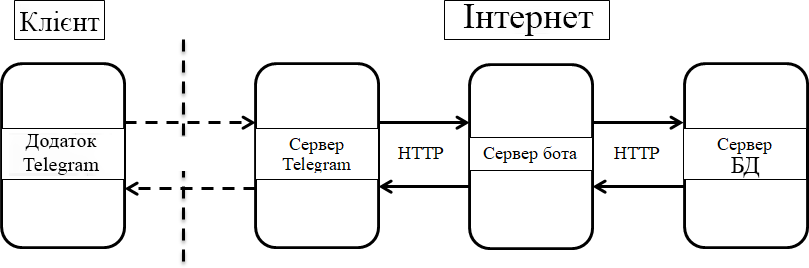 Клієнт
Інтернет
Додаток
Telegram
Сервер
Telegram
HTTP
Сервер бота
HTTP
Сервер
БД